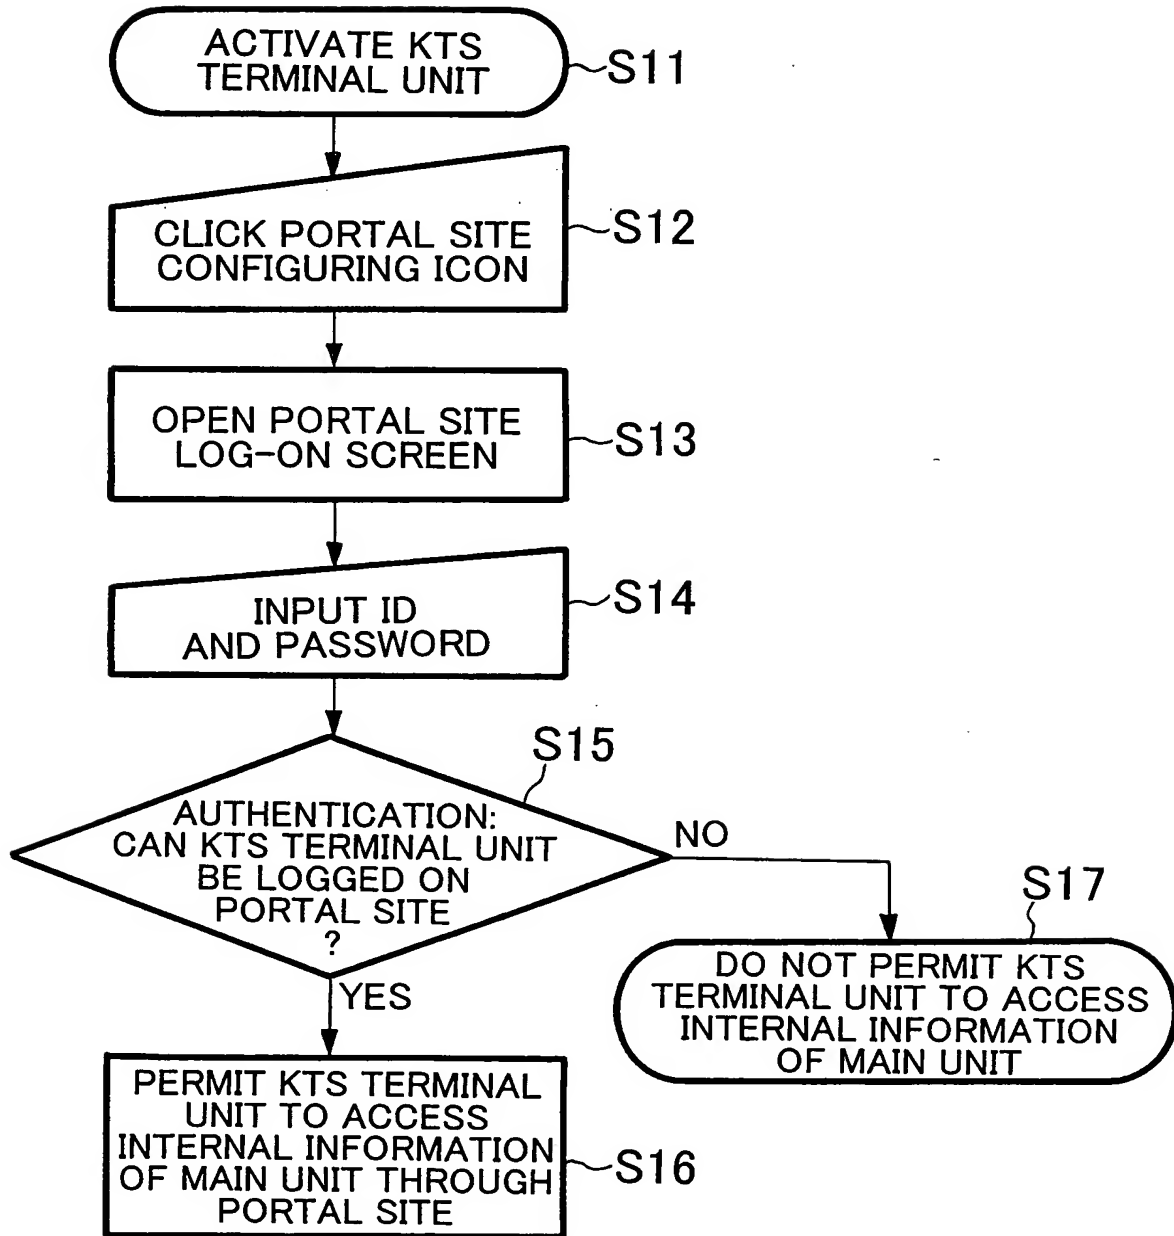 ACTIVATE KTS
TERMINAL UNIT
S11
CLICK PORTAL SITE
CONFIGURING ICON
S12
OPEN PORTAL SITE
LOG-ON SCREEN
S13
INPUT ID
AND PASSWORD
S14
S15
AUTHENTICATION:
CAN KTS TERMINAL UNIT
BE LOGGED ON
PORTAL SITE
?
NO
YES
S17
DO NOT PERMIT KTS
TERMINAL UNIT TO ACCESS
INTERNAL INFORMATION
OF MAIN UNIT
PERMIT KTS TERMINAL
UNIT TO ACCESS
INTERNAL INFORMATION
OF MAIN UNIT THROUGH
PORTAL SITE
S16